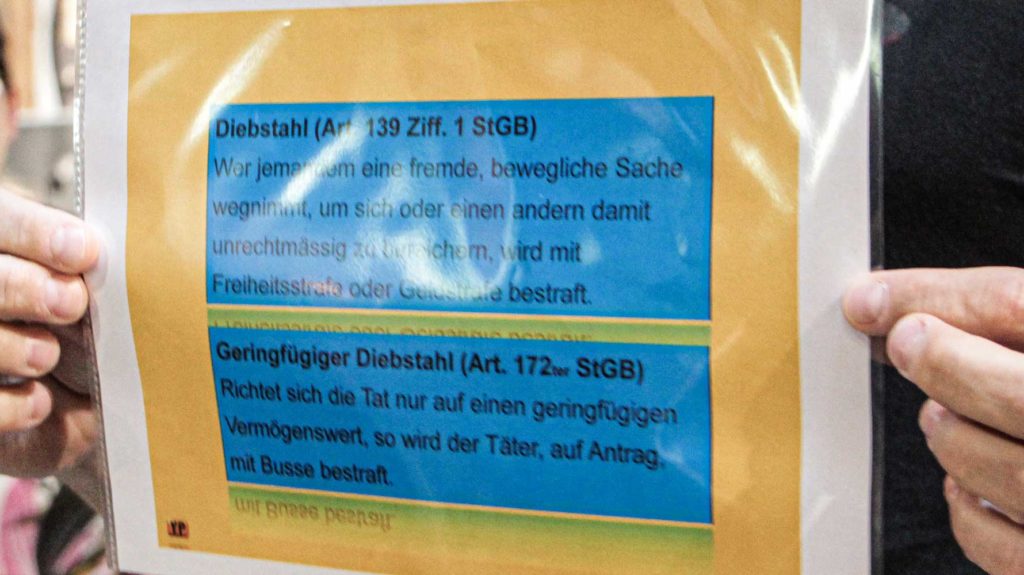 Diebstahl (Art. 139 Ziff. 1 StGB)
Wer jemandem eine fremde, bewegliche Sache
wegnimmt, um sich oder einen andern damit
unrechtmässig zu bereichern, wird mit
Freiheitsstrafe oder Geldstrafe bestraft.
Geringfügiger Diebstahl (Art. 172ter StGB)
Richtet sich die Tat nur auf einen geringfügigen
Vermögenswert, so wird der Täter, auf Antrag,
mit Busse bestraft.